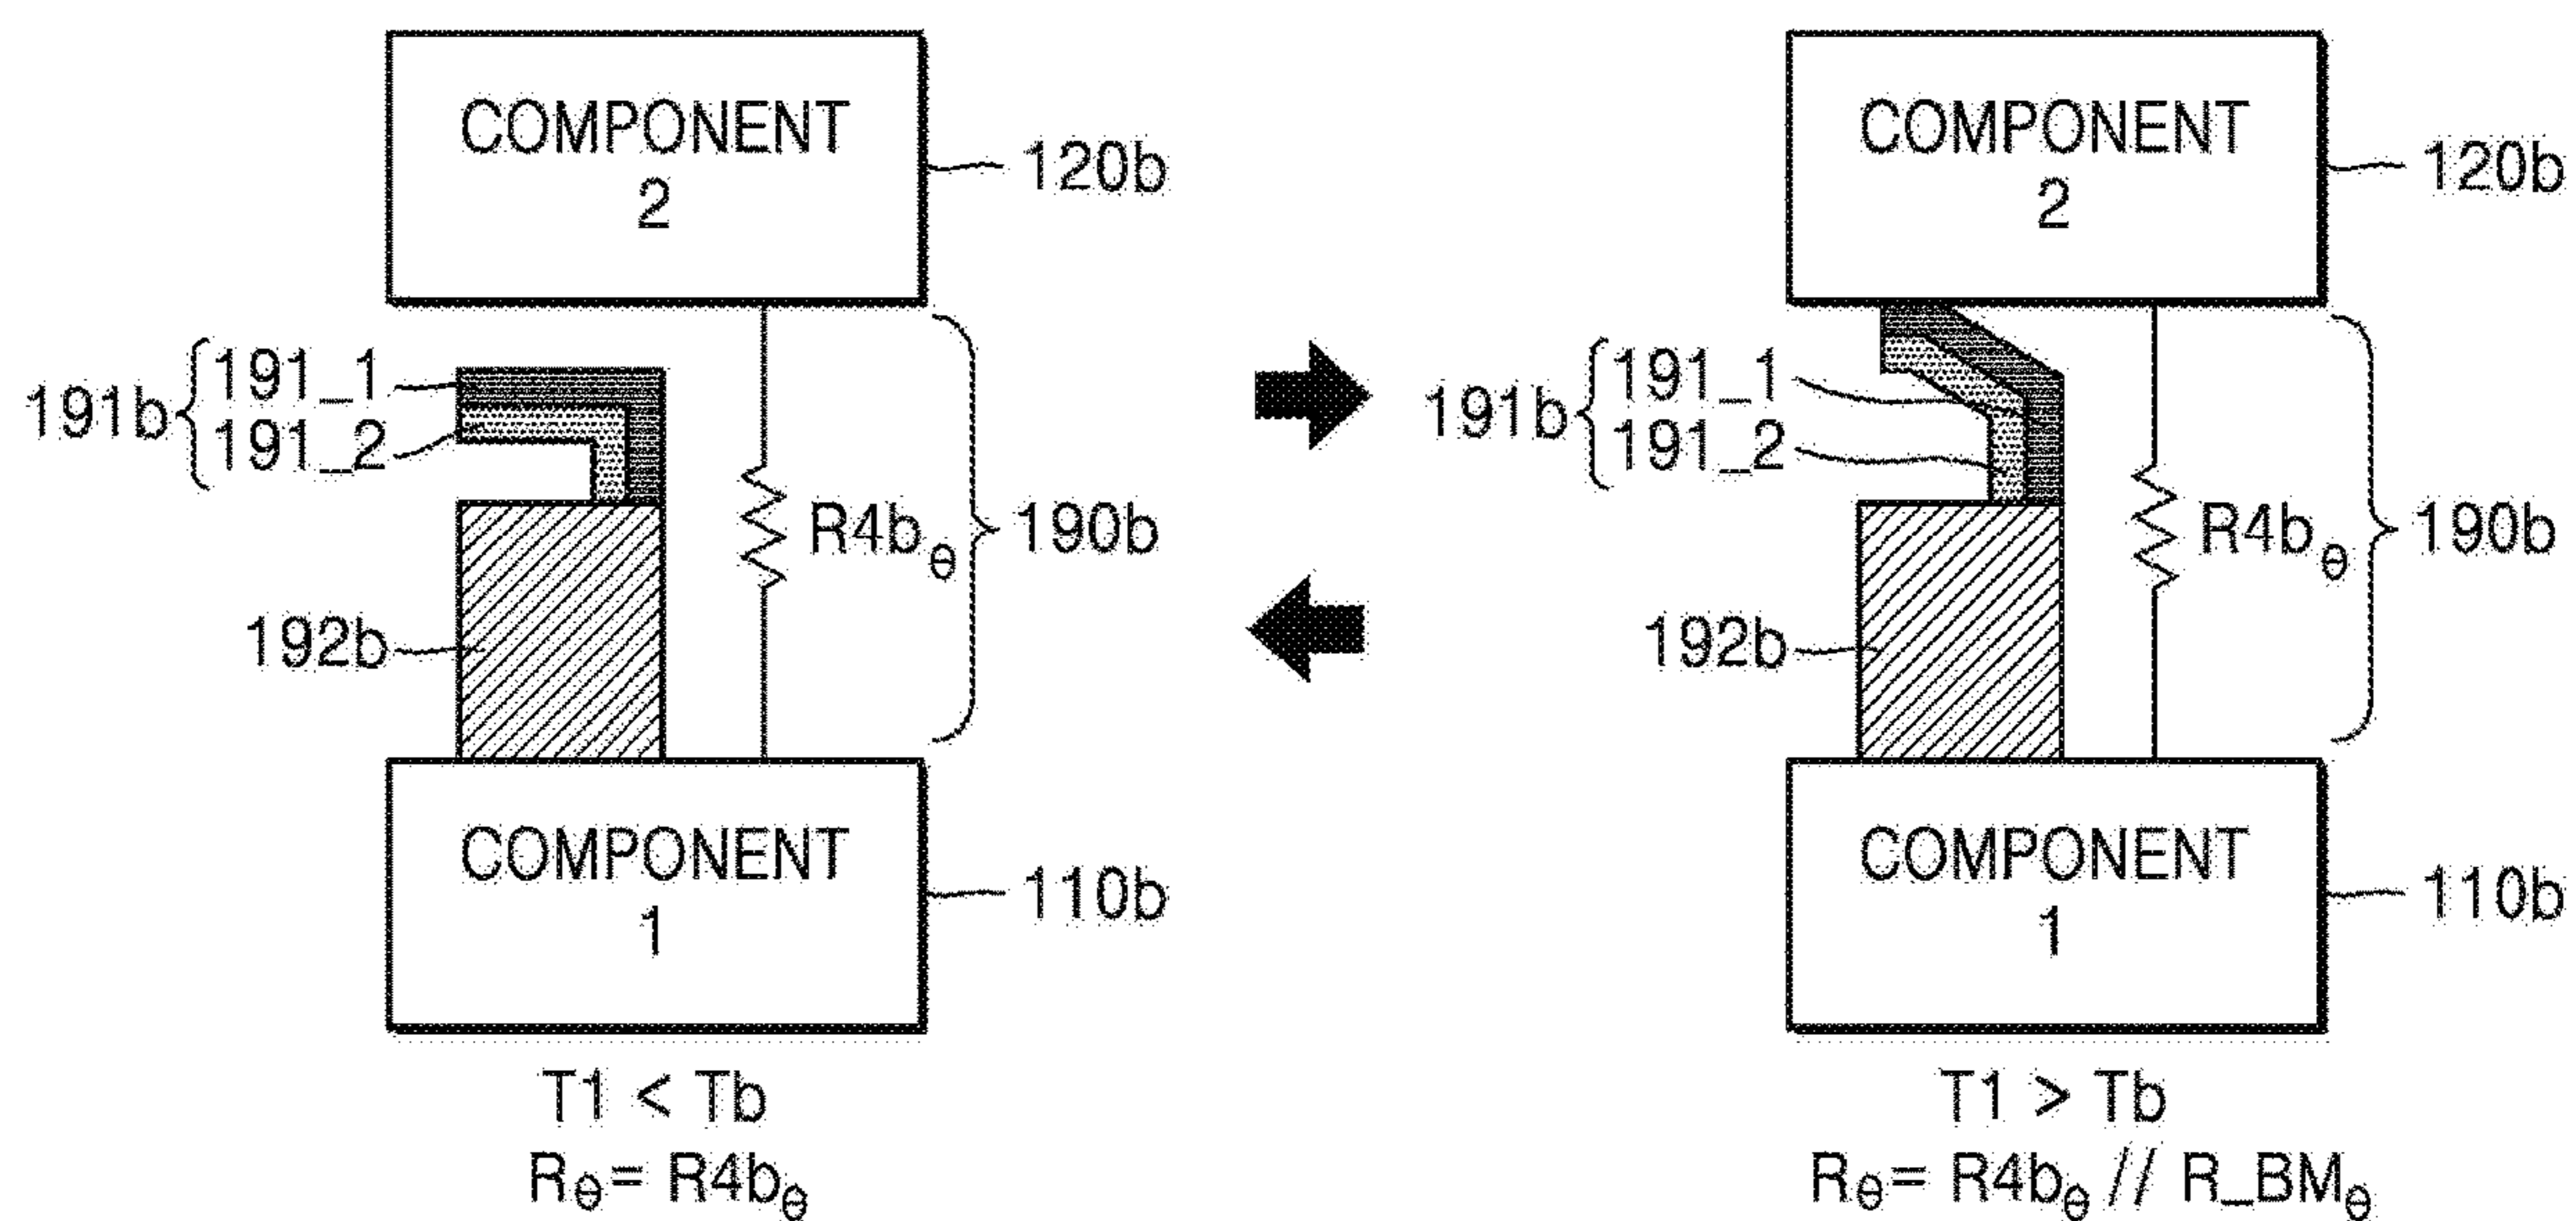 COMPONENT
2
120b
191b
191_1
191_2
R4bθ
190b
192b
COMPONENT
1
110b
T1 < Tb
Rθ= R4bθ
COMPONENT
2
120b
191b
191_1
191_2
R4bθ
190b
192b
COMPONENT
1
110b
T1 > Tb
Rθ= R4bθ // R_BMθ